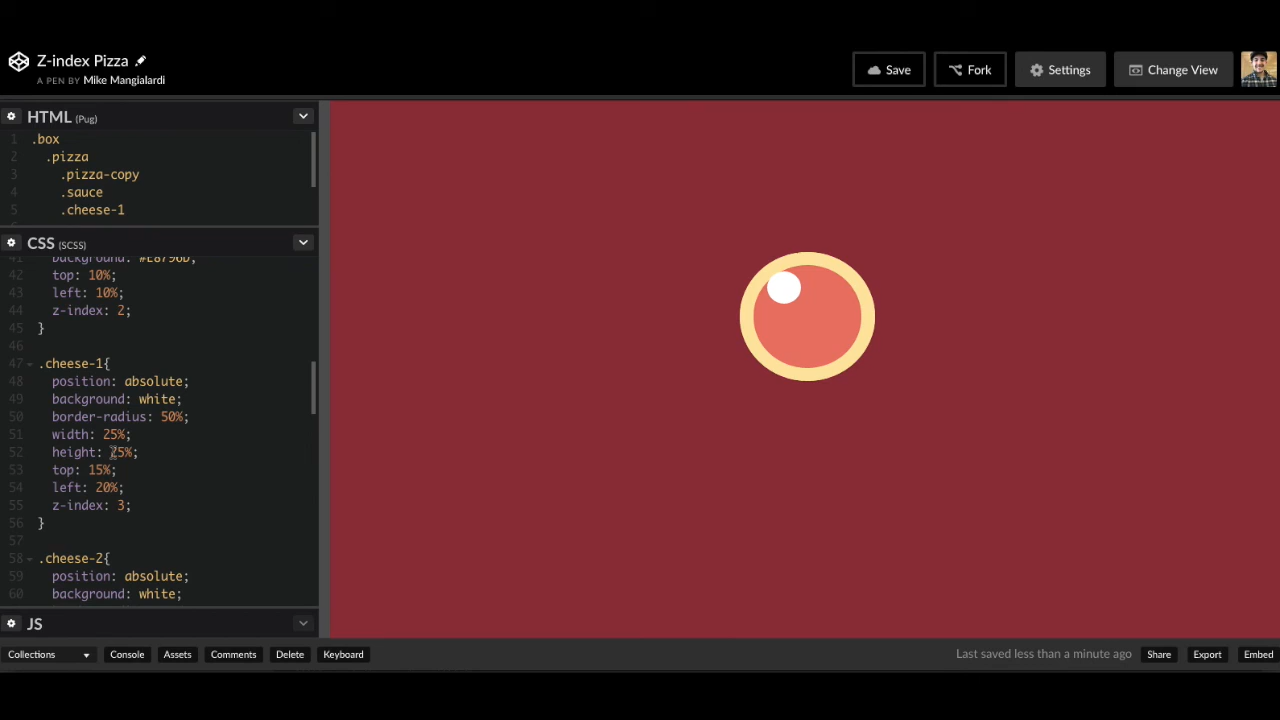 Z-index Pizza
A PEN BY Mike Mangialardi
Save
Fork
Settings
Change View
HTML (Pug)
1 .box
2 .pizza
3 .pizza-copy
4 .sauce
5 .cheese-1
CSS (SCSS)
41 background: #E8796D;
42 top: 10%;
43 left: 10%;
44 z-index: 2;
45 }
46
47 .cheese-1{
48 position: absolute;
49 background: white;
50 border-radius: 50%;
51 width: 25%;
52 height: 25%;
53 top: 15%;
54 left: 20%;
55 z-index: 3;
56 }
57
58 .cheese-2{
59 position: absolute;
60 background: white;
JS
Collections
Console
Assets
Comments
Delete
Keyboard
Last saved less than a minute ago
Share
Export
Embed